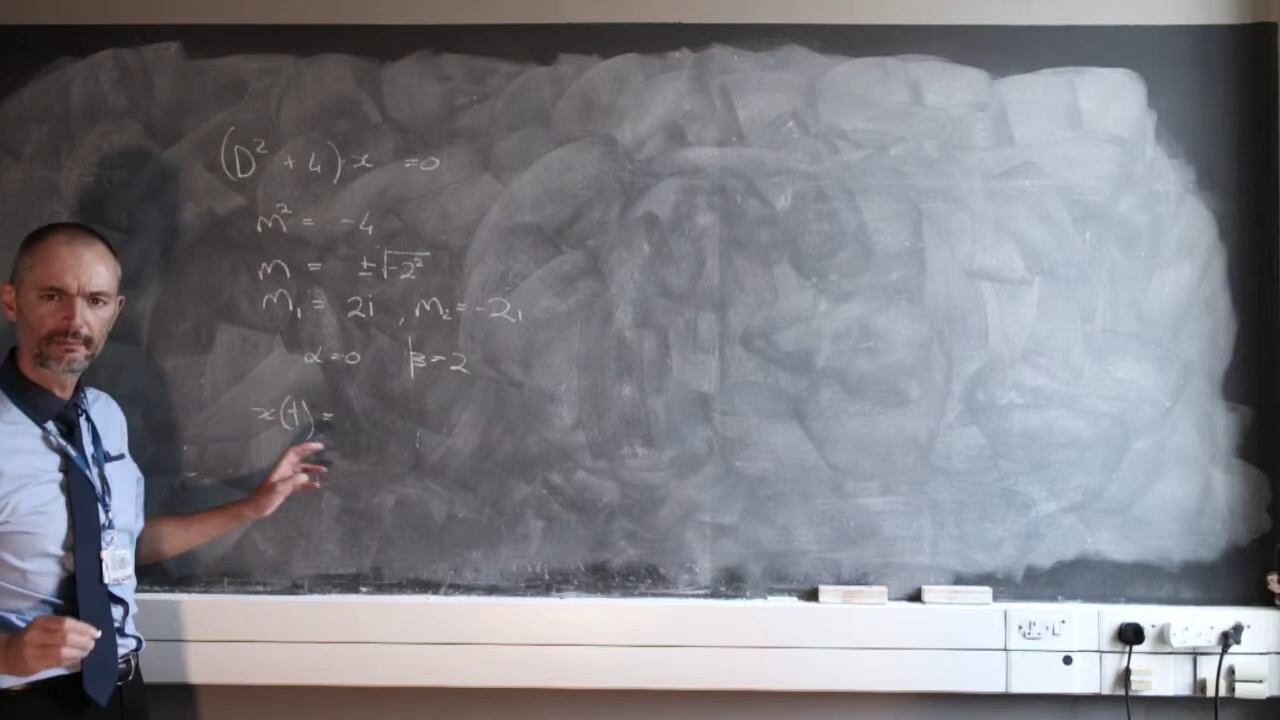 (D² + 4)·x = 0
m² = -4
m = ±√-2²
m₁ = 2i , m₂ = -2i
α=0 β=2
x(t) =